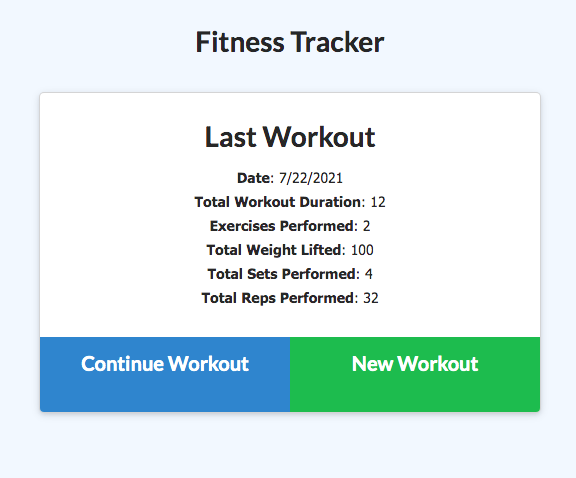 Fitness Tracker
Last Workout
Date: 7/22/2021
Total Workout Duration: 12
Exercises Performed: 2
Total Weight Lifted: 100
Total Sets Performed: 4
Total Reps Performed: 32
Continue Workout
New Workout